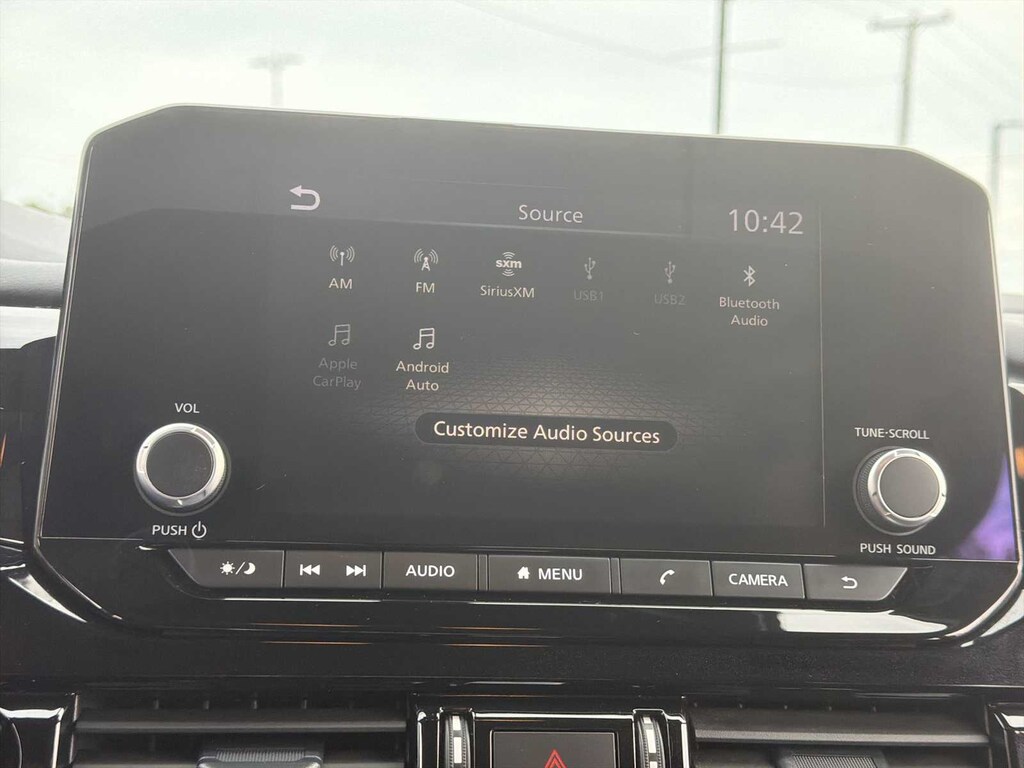 Source
10:42
AM
FM
sxm
SiriusXM
USB1
USB2
Bluetooth
Audio
Apple
CarPlay
Android
Auto
Customize Audio Sources
VOL
PUSH
TUNE·SCROLL
PUSH SOUND
AUDIO
MENU
CAMERA